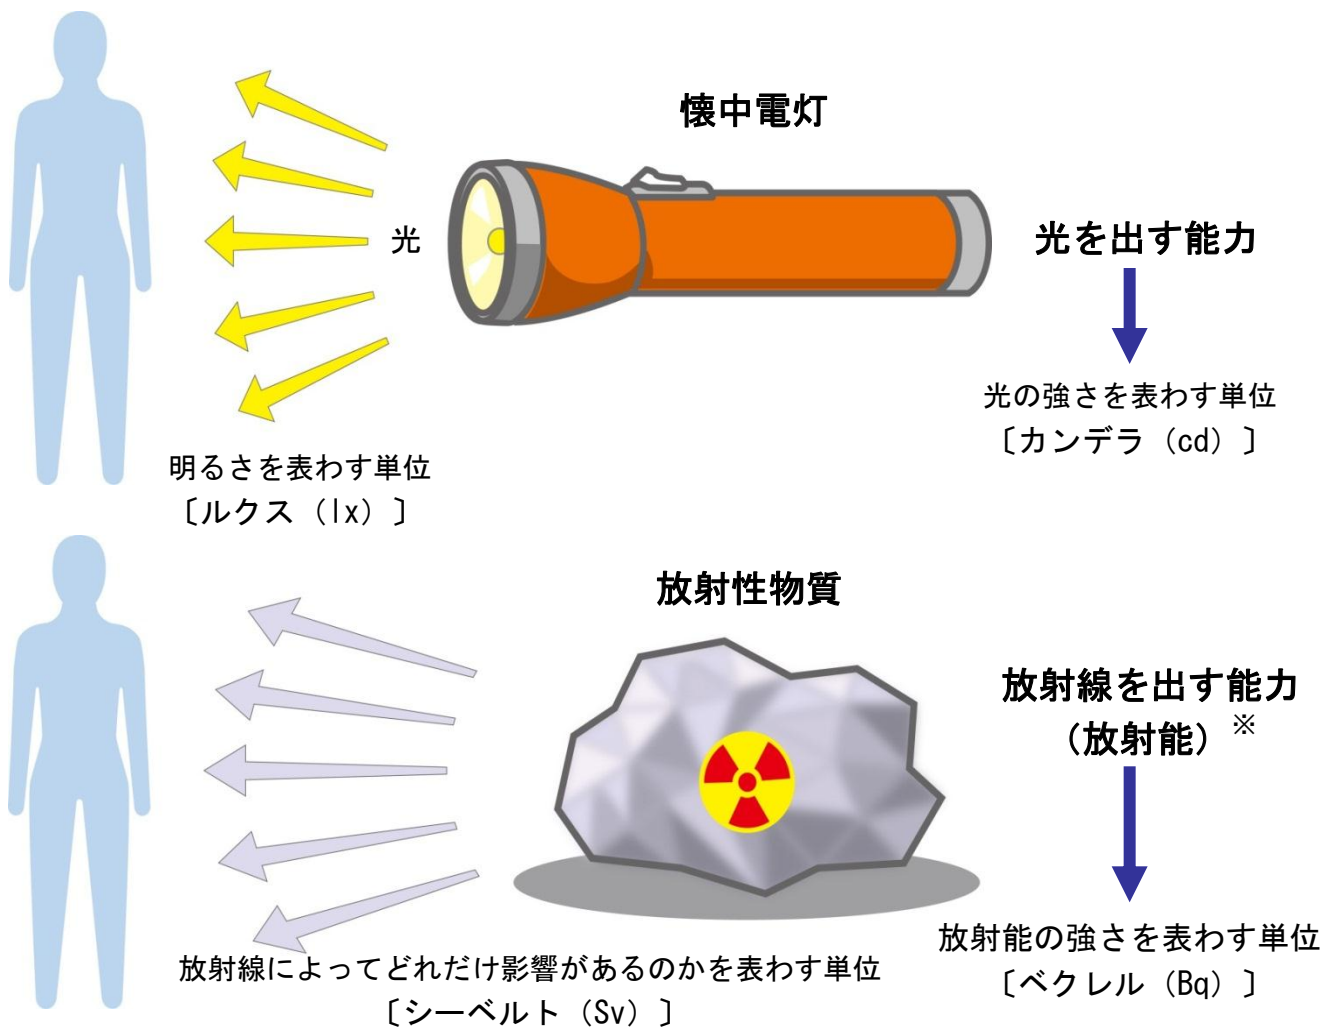 懐中電灯
光
光を出す能力
光の強さを表わす単位
〔カンデラ（cd）〕
明るさを表わす単位
〔ルクス（lx）〕
放射性物質
放射線を出す能力
（放射能）※
放射能の強さを表わす単位
〔ベクレル（Bq）〕
放射線によってどれだけ影響があるのかを表わす単位
〔シーベルト（Sv）〕